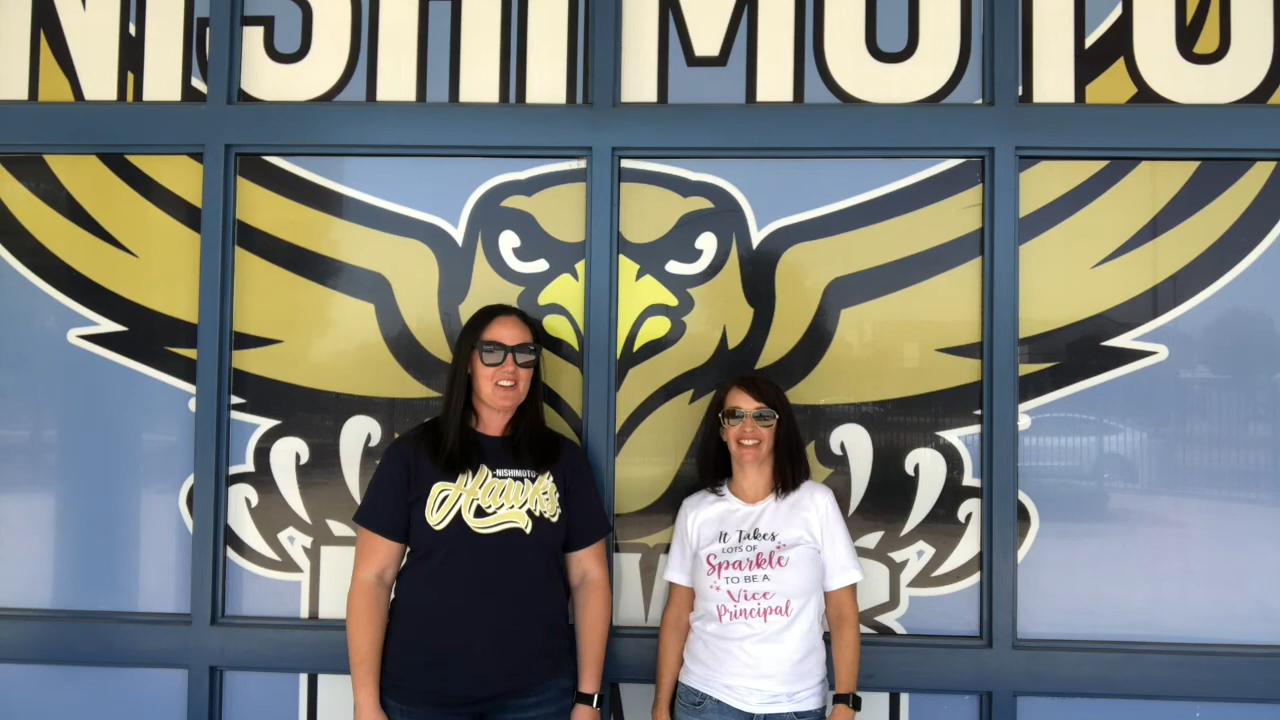 NISHIMOTO
-NISHIMOTO-
Hawks
It Takes
LOTS OF
Sparkle
TO BE A
Vice
Principal